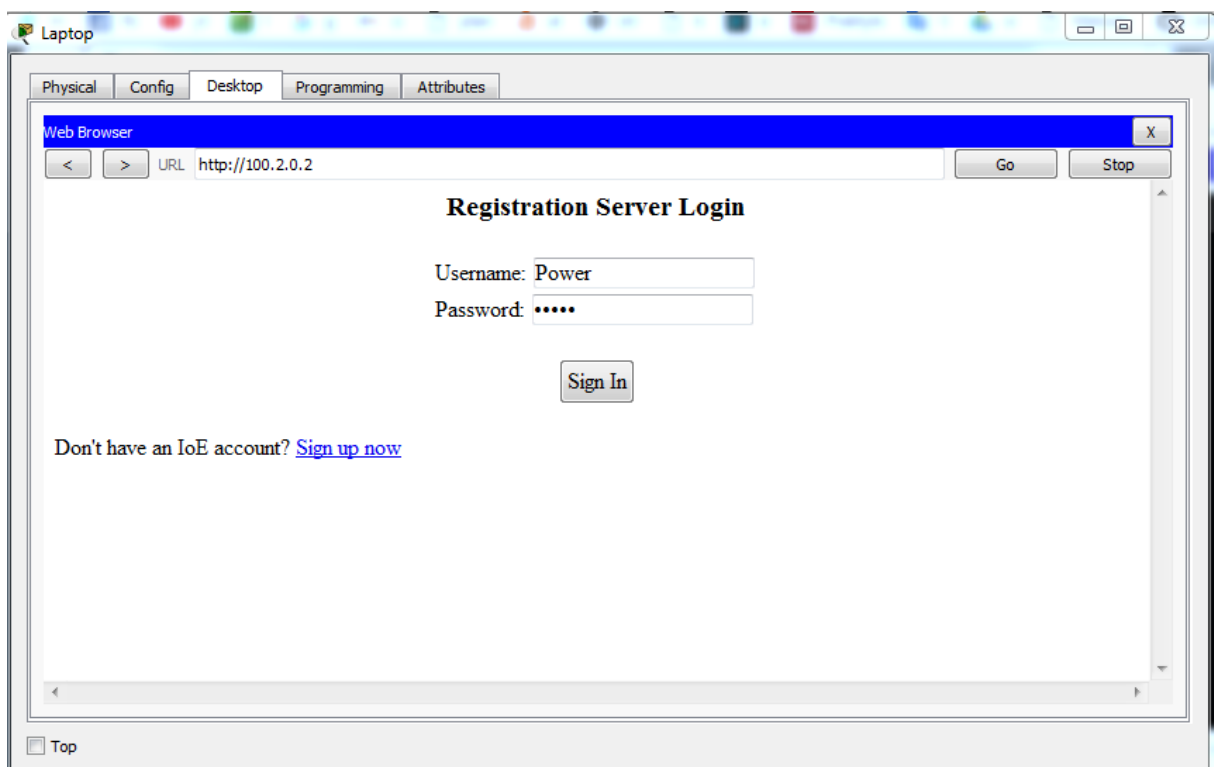 Laptop
Physical Config Desktop Programming Attributes
Web Browser X
< > URL http://100.2.0.2 Go Stop
Registration Server Login
Username: Power
Password: •••••
Sign In
Don't have an IoE account? Sign up now
Top